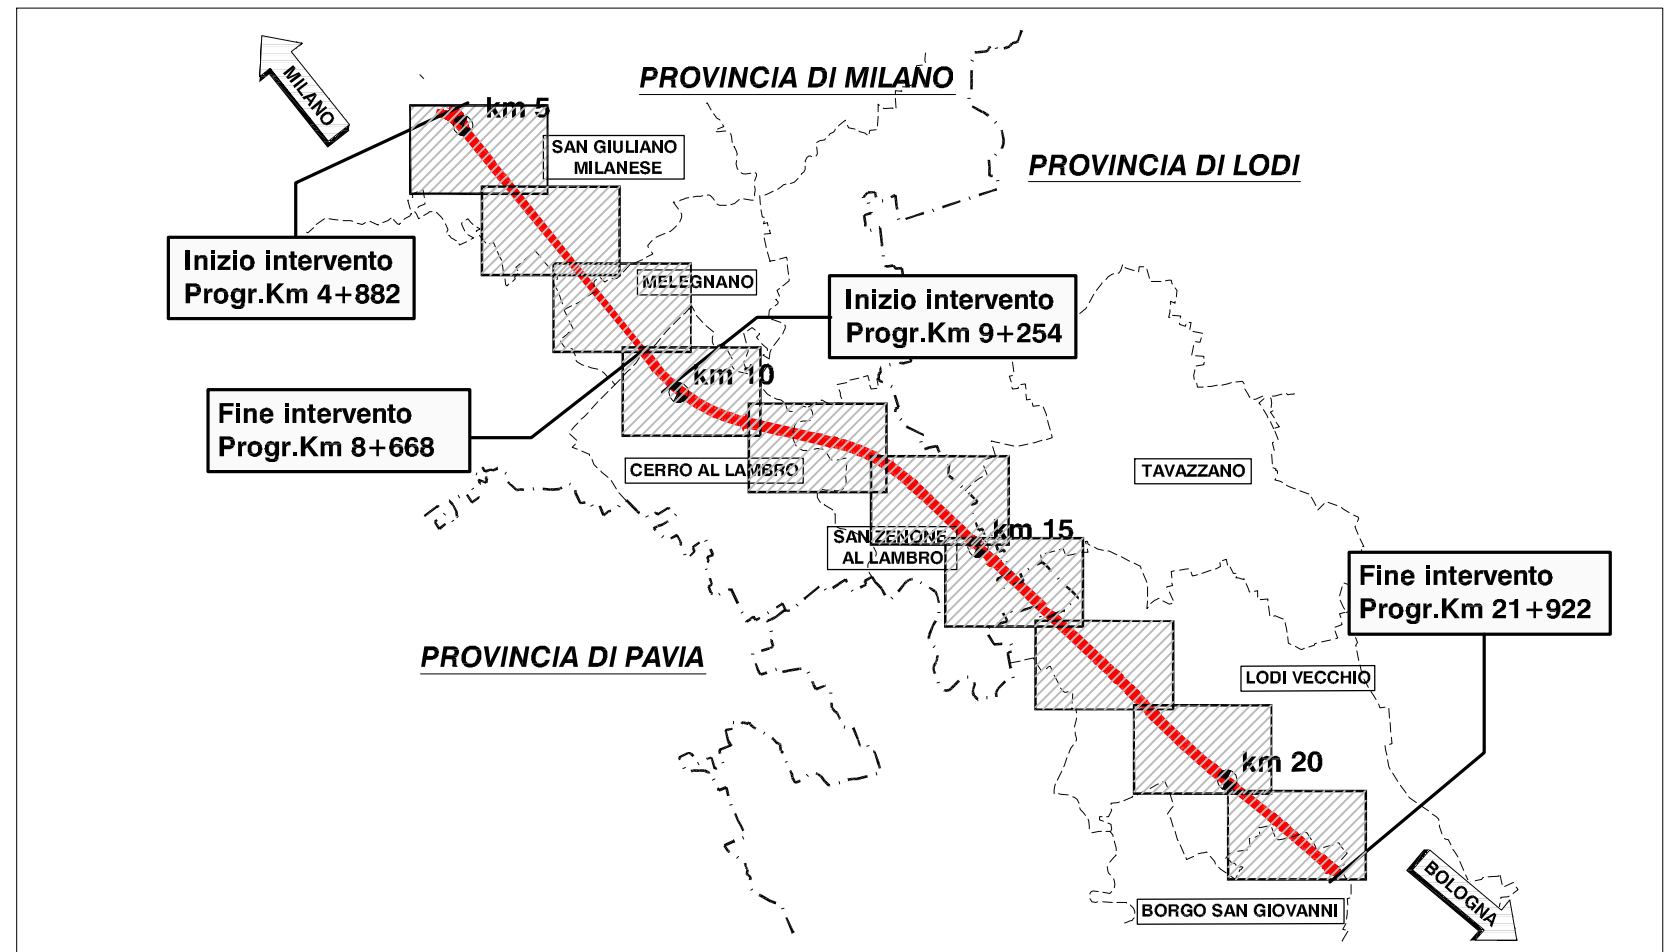 MILANO
PROVINCIA DI MILANO
km 5
SAN GIULIANO
MILANESE
PROVINCIA DI LODI
Inizio intervento
Progr.Km 4+882
MELEGNANO
Inizio intervento
Progr.Km 9+254
km 10
Fine intervento
Progr.Km 8+668
CERRO AL LAMBRO
TAVAZZANO
km 15
SAN ZENONE
AL LAMBRO
Fine intervento
Progr.Km 21+922
PROVINCIA DI PAVIA
LODI VECCHIO
km 20
BOLOGNA
BORGO SAN GIOVANNI